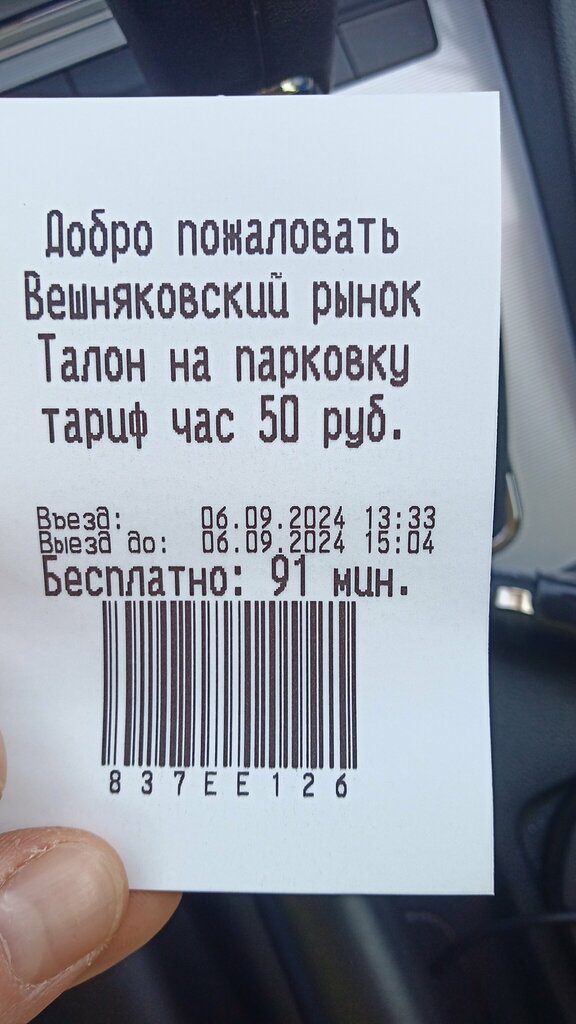 Добро пожаловать
Вешняковский рынок
Талон на парковку
тариф час 50 руб.
Въезд: 06.09.2024 13:33
Выезд до: 06.09.2024 15:04
Бесплатно: 91 мин.
837EE126